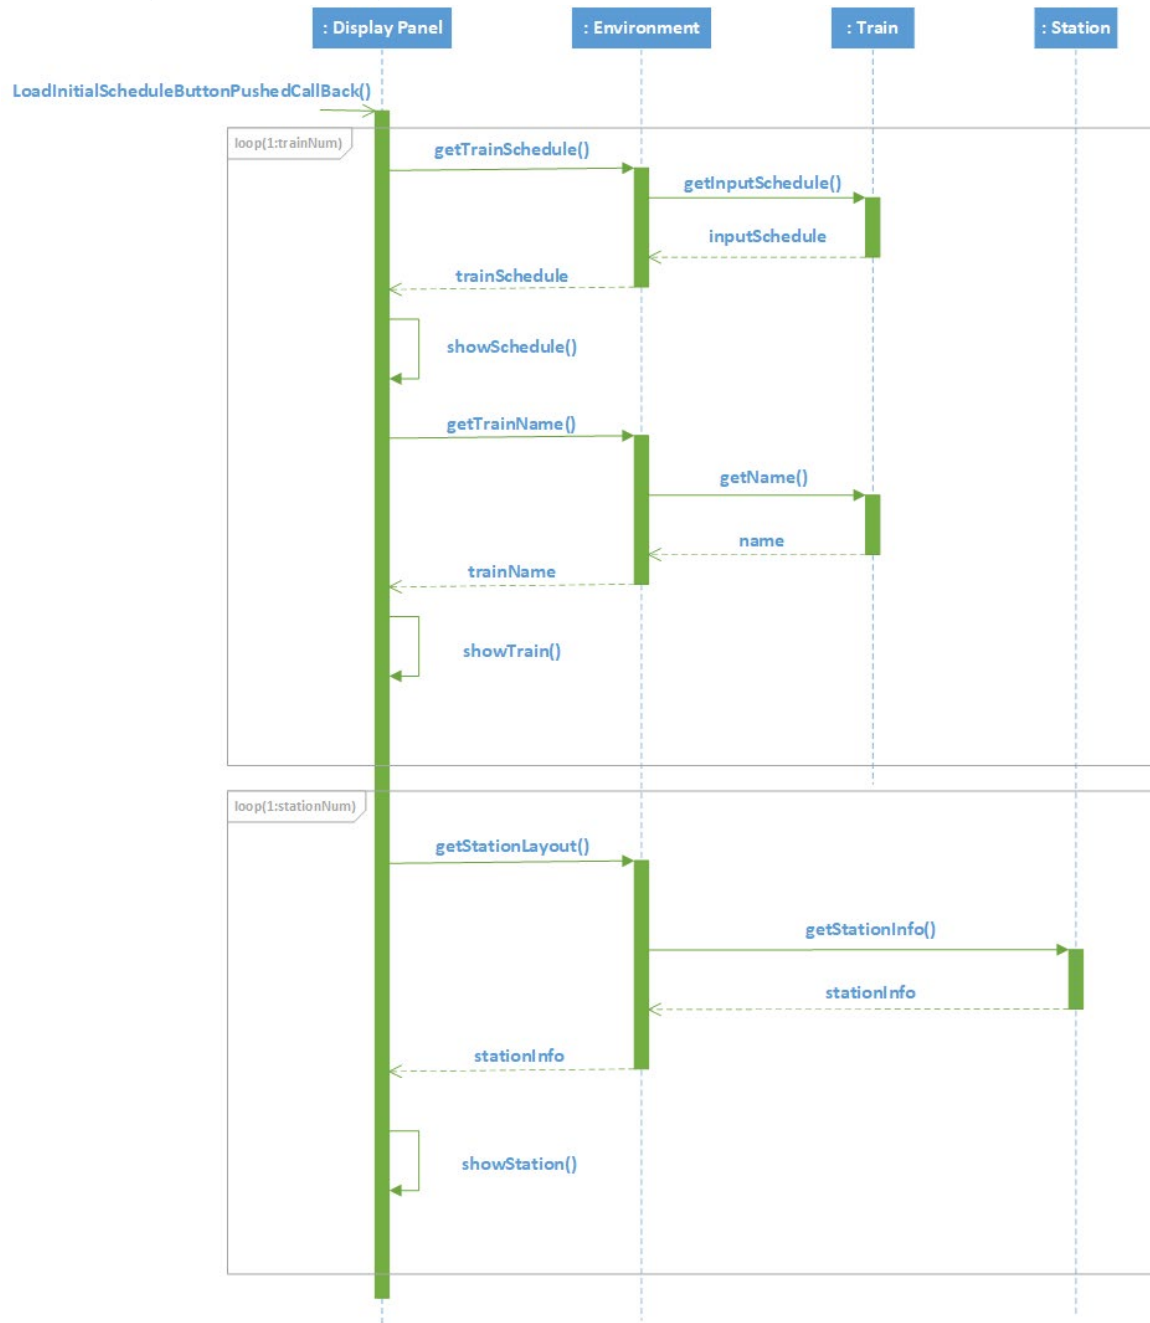 : Display Panel
: Environment
: Train
: Station
LoadInitialScheduleButtonPushedCallBack()
loop(1:trainNum)
getTrainSchedule()
getInputSchedule()
inputSchedule
trainSchedule
showSchedule()
getTrainName()
getName()
name
trainName
showTrain()
loop(1:stationNum)
getStationLayout()
getStationInfo()
stationInfo
stationInfo
showStation()